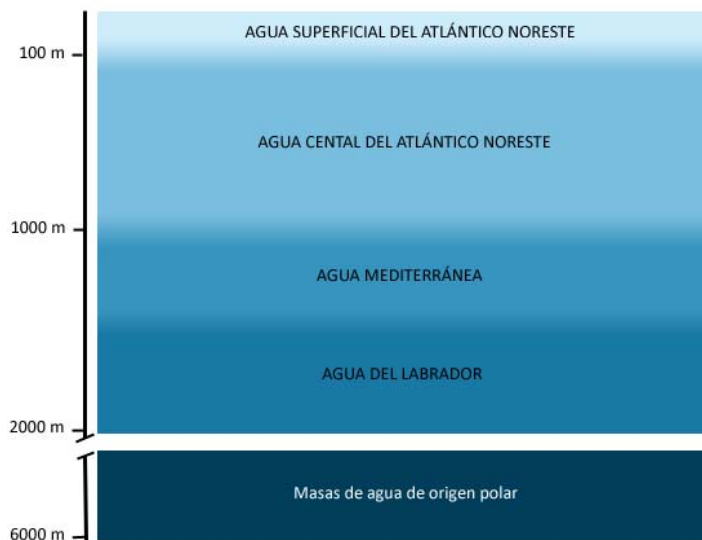 AGUA SUPERFICIAL DEL ATLÁNTICO NORESTE
100 m
AGUA CENTAL DEL ATLÁNTICO NORESTE
1000 m
AGUA MEDITERRÁNEA
AGUA DEL LABRADOR
2000 m
Masas de agua de origen polar
6000 m